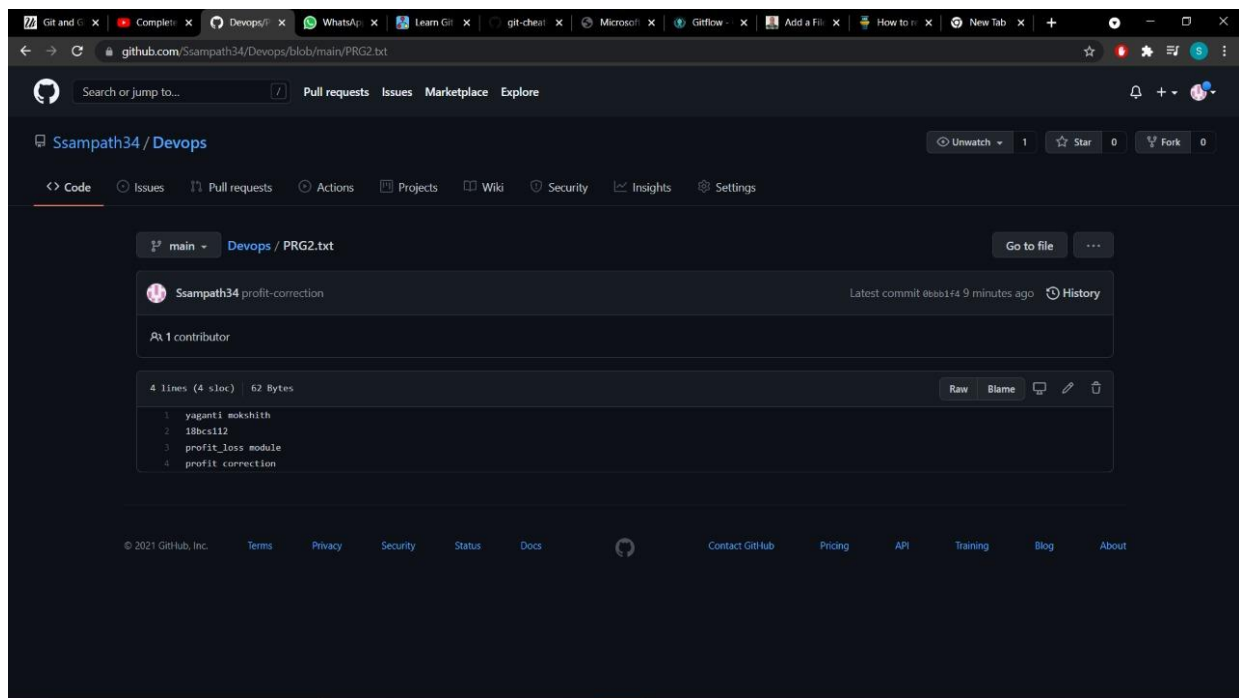 Git and G
Complete
Devops/P
WhatsAp
Learn Git
git-cheat
Microsoft
Gitflow -
Add a File
How to re
New Tab
github.com/Ssampath34/Devops/blob/main/PRG2.txt
S
Search or jump to... /
Pull requests Issues Marketplace Explore
Ssampath34 / Devops
Unwatch 1 Star 0 Fork 0
Code Issues Pull requests Actions Projects Wiki Security Insights Settings
main Devops / PRG2.txt
Go to file ...
Ssampath34 profit-correction
Latest commit 0bbb1f4 9 minutes ago History
1 contributor
4 lines (4 sloc) 62 Bytes
Raw Blame
1 yaganti mokshith
2 18bcs112
3 profit_loss module
4 profit correction
© 2021 GitHub, Inc. Terms Privacy Security Status Docs Contact GitHub Pricing API Training Blog About